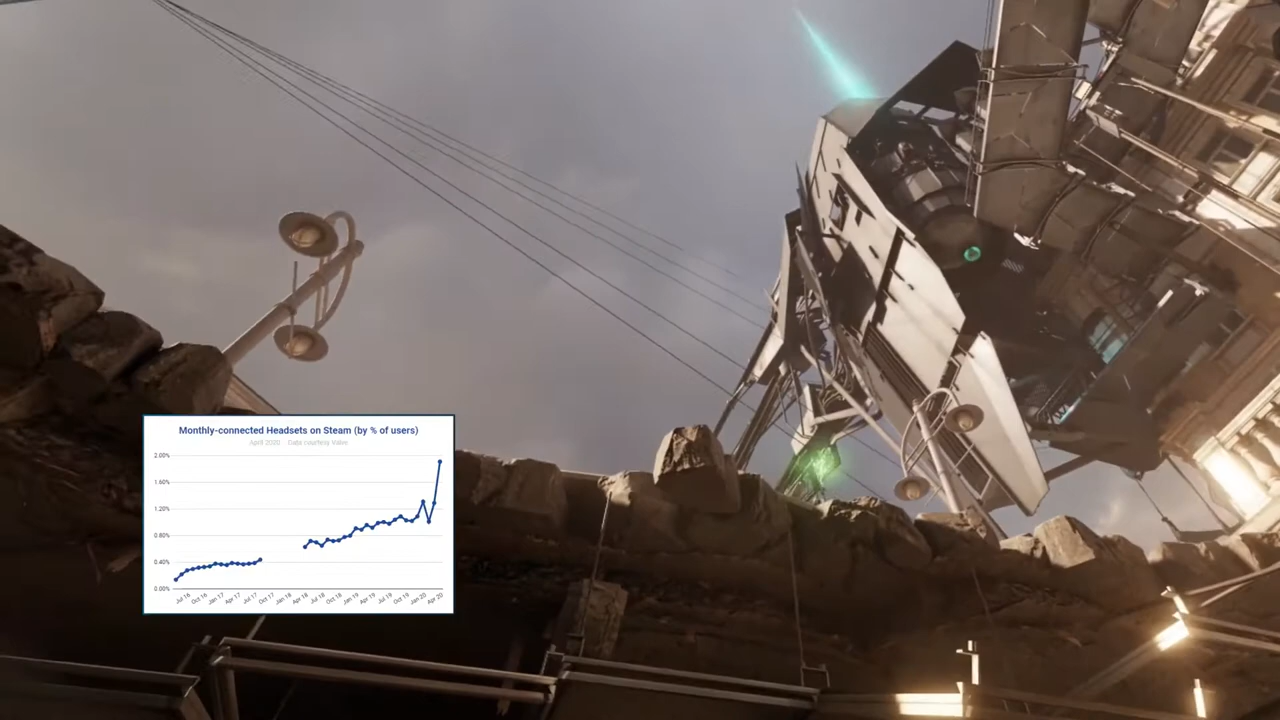 Monthly-connected Headsets on Steam (by % of users)
April 2020 Data courtesy Valve
2.00%
1.60%
1.20%
0.80%
0.40%
0.00%
Jul 16 Oct 16 Jan 17 Apr 17 Jul 17 Oct 17 Jan 18 Apr 18 Jul 18 Oct 18 Jan 19 Apr 19 Jul 19 Oct 19 Jan 20 Apr 20